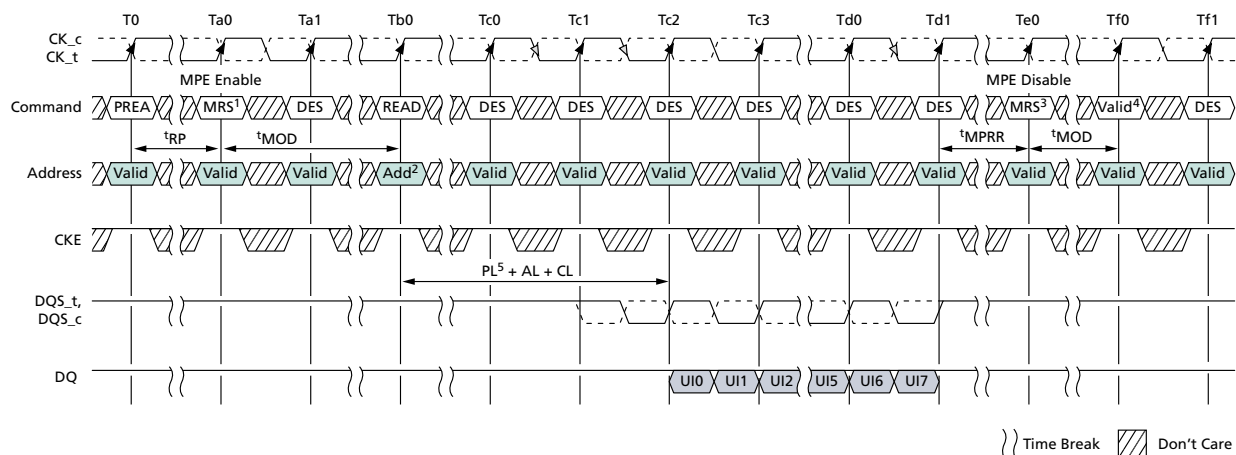 T0 Ta0 Ta1 Tb0 Tc0 Tc1 Tc2 Tc3 Td0 Td1 Te0 Tf0 Tf1
CK_c
CK_t
MPE Enable MPE Disable
Command PREA MRS1 DES READ DES DES DES DES DES DES MRS3 Valid4 DES
tRP tMOD tMPRR tMOD
Address Valid Valid Valid Add2 Valid Valid Valid Valid Valid Valid Valid Valid Valid
CKE
PL5 + AL + CL
DQS_t,
DQS_c
DQ UI0 UI1 UI2 UI5 UI6 UI7
Time Break Don't Care